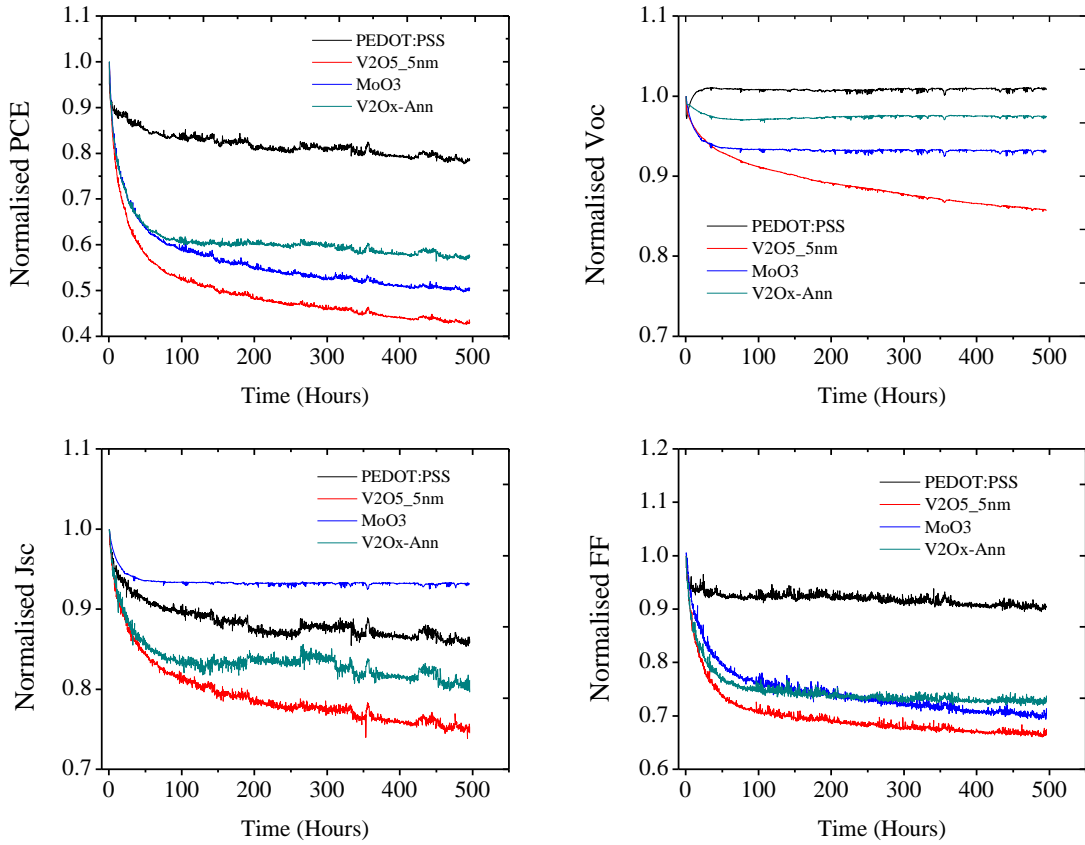 Normalised PCE
1.1
1.0
0.9
0.8
0.7
0.6
0.5
0.4
PEDOT:PSS
V2O5_5nm
MoO3
V2Ox-Ann
0 100 200 300 400 500
Time (Hours)
Normalised Voc
1.1
1.0
0.9
0.8
0.7
PEDOT:PSS
V2O5_5nm
MoO3
V2Ox-Ann
0 100 200 300 400 500
Time (Hours)
Normalised Jsc
1.1
1.0
0.9
0.8
0.7
PEDOT:PSS
V2O5_5nm
MoO3
V2Ox-Ann
0 100 200 300 400 500
Time (Hours)
Normalised FF
1.2
1.1
1.0
0.9
0.8
0.7
0.6
PEDOT:PSS
V2O5_5nm
MoO3
V2Ox-Ann
0 100 200 300 400 500
Time (Hours)